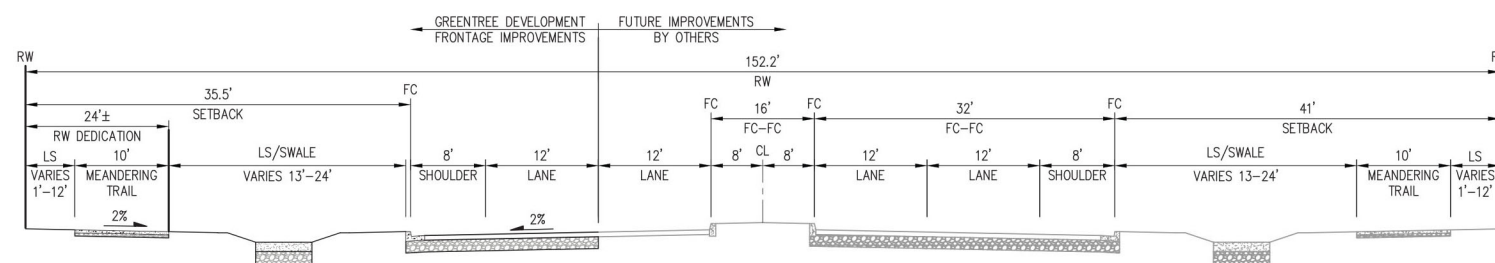 GREENTREE DEVELOPMENT
FRONTAGE IMPROVEMENTS
FUTURE IMPROVEMENTS
BY OTHERS
RW
152.2'
RW
35.5'
SETBACK
FC
FC
16'
FC-FC
FC
32'
FC-FC
FC
41'
SETBACK
24'±
RW DEDICATION
LS
VARIES
1'-12'
10'
MEANDERING
TRAIL
LS/SWALE
VARIES 13'-24'
8'
SHOULDER
12'
LANE
12'
LANE
8'
CL
8'
12'
LANE
12'
LANE
8'
SHOULDER
LS/SWALE
VARIES 13-24'
10'
MEANDERING
TRAIL
LS
VARIES
1'-12'
2%
2%